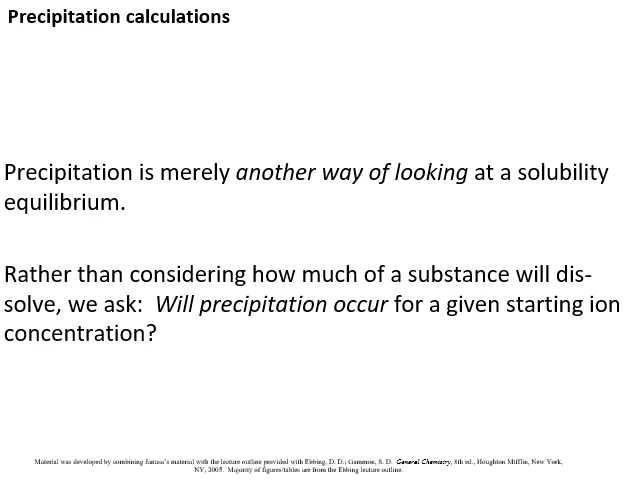 Precipitation calculations
Precipitation is merely another way of looking at a solubility
equilibrium.
Rather than considering how much of a substance will dis-
solve, we ask:  Will precipitation occur for a given starting ion
concentration?
Material was developed by combining Janusa's material with the lecture outline provided with Ebbing, D. D.; Gammon, S. D. General Chemistry, 8th ed., Houghton Mifflin, New York,
NY, 2005. Majority of figures/tables are from the Ebbing lecture outline.